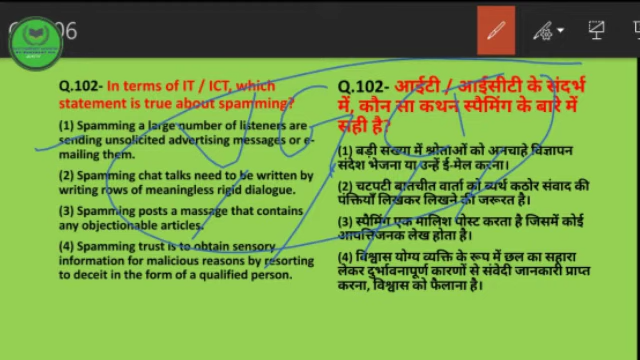 06
Q.102- In terms of IT / ICT, which
statement is true about spamming?
(1) Spamming a large number of listeners are
sending unsolicited advertising messages or e-
mailing them.
(2) Spamming chat talks need to be written by
writing rows of meaningless rigid dialogue.
(3) Spamming posts a massage that contains
any objectionable articles.
(4) Spamming trust is to obtain sensory
information for malicious reasons by resorting
to deceit in the form of a qualified person.
Q.102- आईटी / आईसीटी के संदर्भ
में, कौन सा कथन स्पैमिंग के बारे में
सही है?
(1) बड़ी संख्या में श्रोताओं को अनचाहे विज्ञापन
संदेश भेजना या उन्हें ई-मेल करना।
(2) चटपटी बातचीत वार्ता को व्यर्थ कठोर संवाद की
पंक्तियाँ लिखकर लिखने की जरूरत है।
(3) स्पैमिंग एक मालिश पोस्ट करता है जिसमें कोई
आपत्तिजनक लेख होता है।
(4) विश्वास योग्य व्यक्ति के रूप में छल का सहारा
लेकर दुर्भावनापूर्ण कारणों से संवेदी जानकारी प्राप्त
करना, विश्वास को फैलाना है।